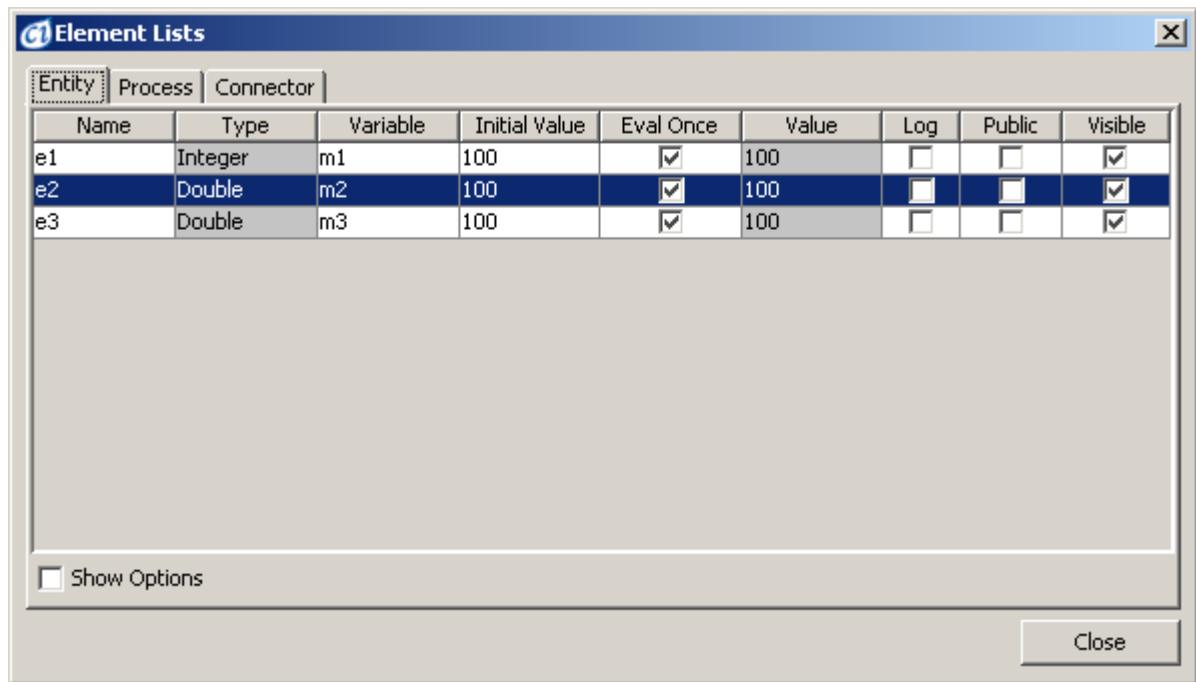 Element Lists
Entity Process Connector
Name Type Variable Initial Value Eval Once Value Log Public Visible
e1 Integer m1 100 100
e2 Double m2 100 100
e3 Double m3 100 100
Show Options
Close